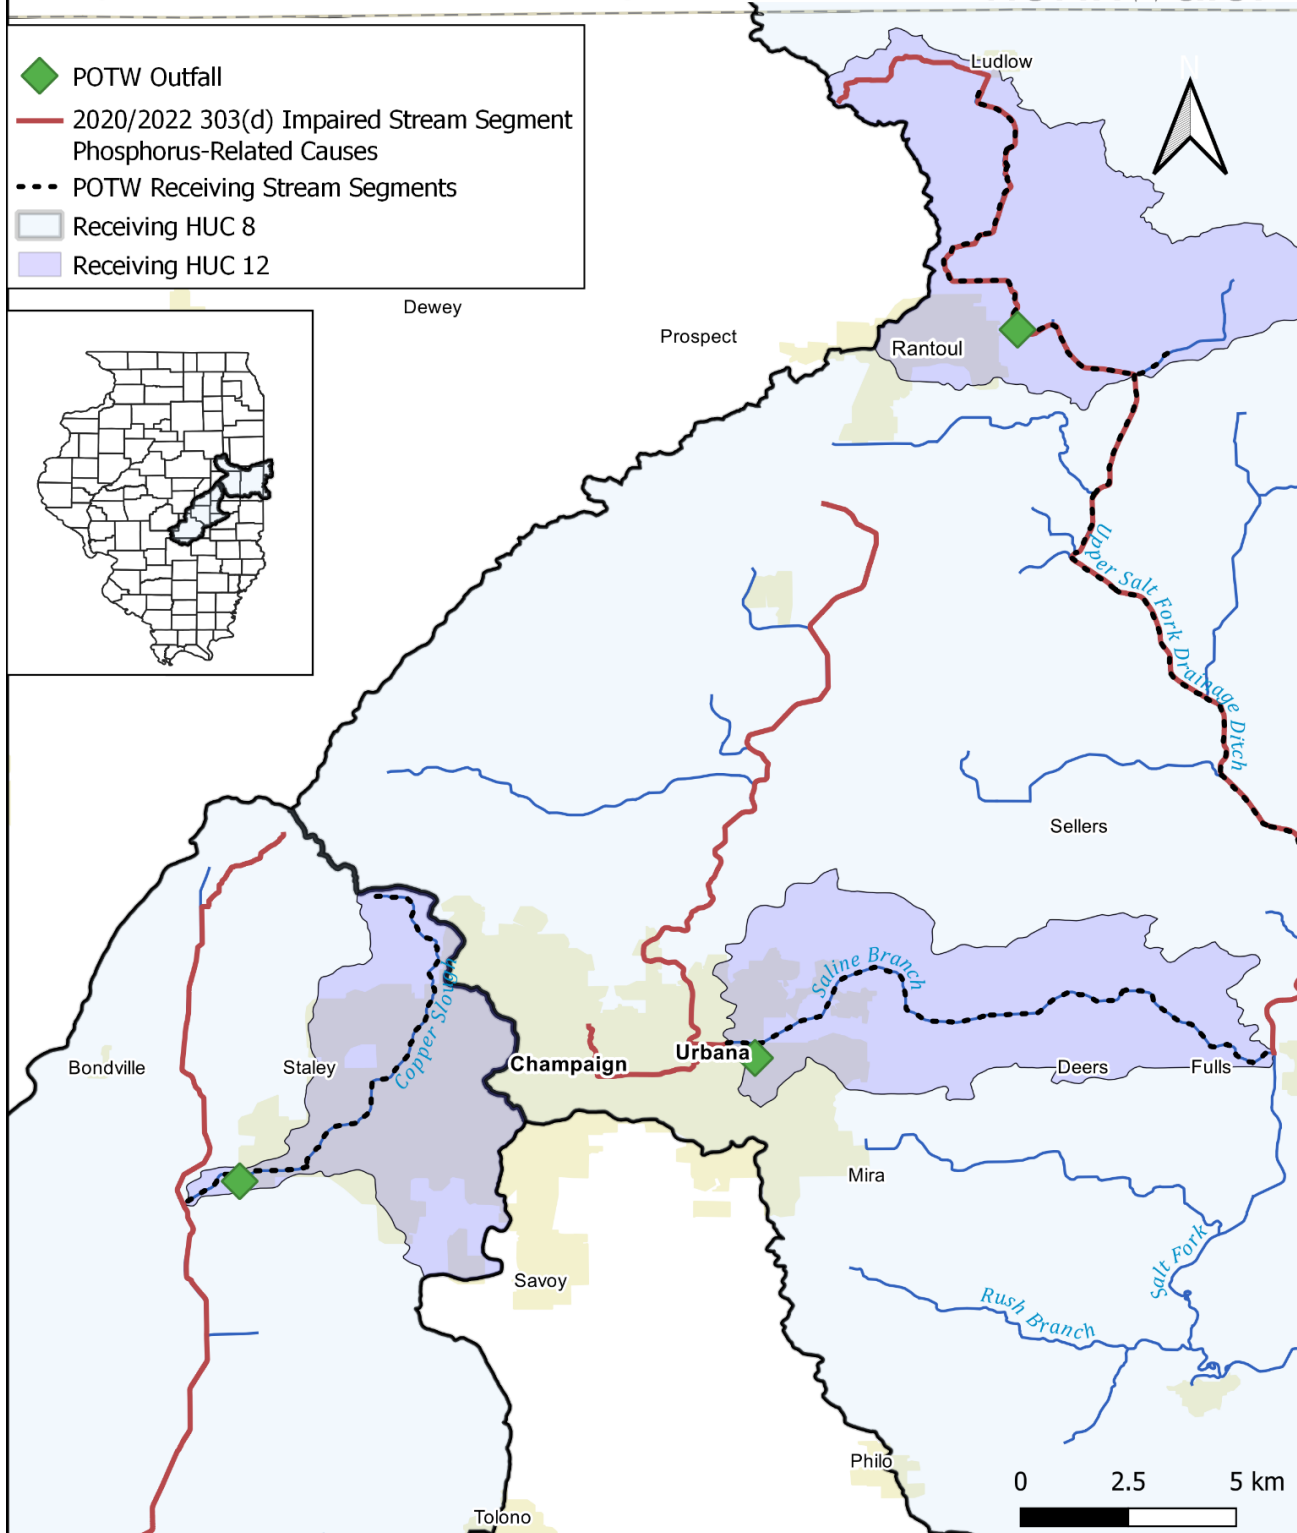 POTW Outfall
2020/2022 303(d) Impaired Stream Segment
Phosphorus-Related Causes
POTW Receiving Stream Segments
Receiving HUC 8
Receiving HUC 12
Ludlow
N
Dewey
Prospect
Rantoul
Upper Salt Fork Drainage Ditch
Sellers
Saline Branch
Copper Slough
Bondville
Staley
Champaign
Urbana
Deers
Fulls
Mira
Salt Fork
Savoy
Rush Branch
Philo
0 2.5 5 km
Tolono